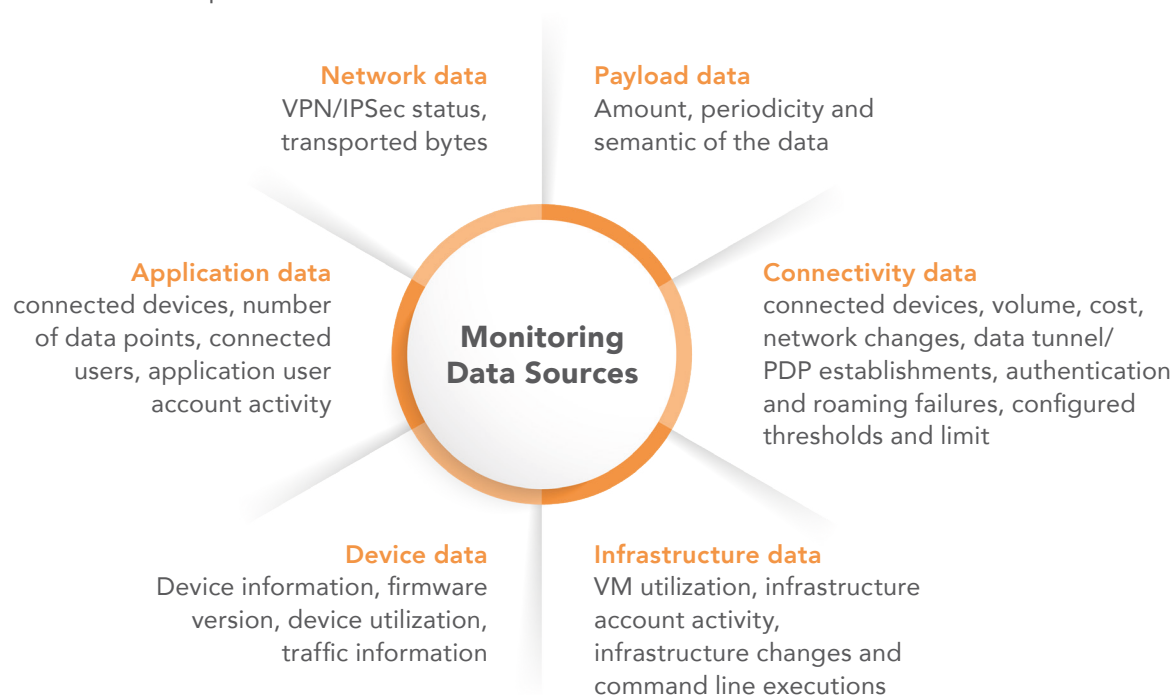 Network data
VPN/IPSec status,
transported bytes
Payload data
Amount, periodicity and
semantic of the data
Application data
connected devices, number
of data points, connected
users, application user
account activity
Monitoring
Data Sources
Connectivity data
connected devices, volume, cost,
network changes, data tunnel/
PDP establishments, authentication
and roaming failures, configured
thresholds and limit
Device data
Device information, firmware
version, device utilization,
traffic information
Infrastructure data
VM utilization, infrastructure
account activity,
infrastructure changes and
command line executions